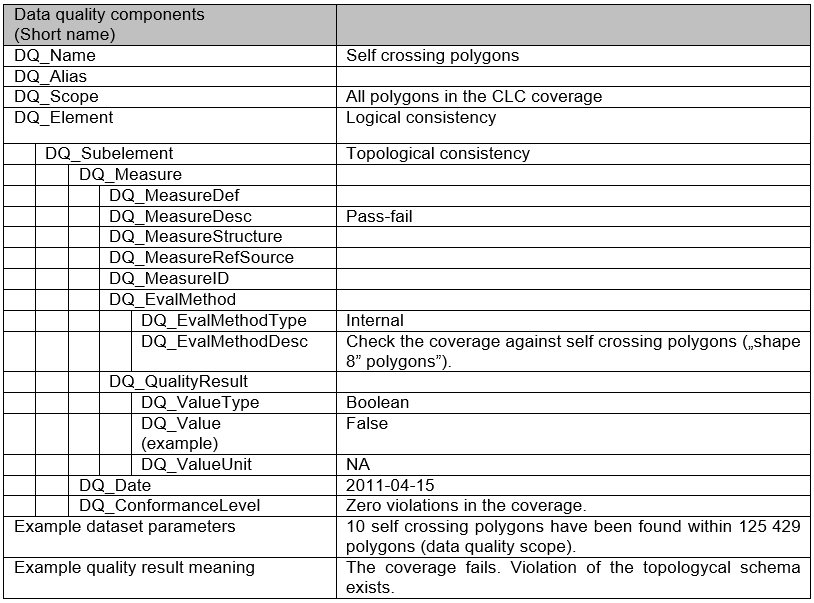 Data quality components
(Short name)
DQ_Name Self crossing polygons
DQ_Alias
DQ_Scope All polygons in the CLC coverage
DQ_Element Logical consistency
DQ_Subelement Topological consistency
DQ_Measure
DQ_MeasureDef
DQ_MeasureDesc Pass-fail
DQ_MeasureStructure
DQ_MeasureRefSource
DQ_MeasureID
DQ_EvalMethod
DQ_EvalMethodType Internal
DQ_EvalMethodDesc Check the coverage against self crossing polygons („shape
8” polygons”).
DQ_QualityResult
DQ_ValueType Boolean
DQ_Value False
(example)
DQ_ValueUnit NA
DQ_Date 2011-04-15
DQ_ConformanceLevel Zero violations in the coverage.
Example dataset parameters 10 self crossing polygons have been found within 125 429
polygons (data quality scope).
Example quality result meaning The coverage fails. Violation of the topologycal schema
exists.